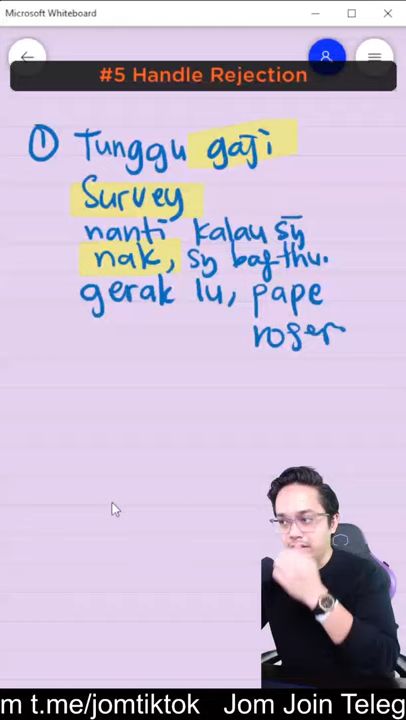 Microsoft Whiteboard
#5 Handle Rejection
① Tunggu gaji
Survey
nanti kalau sy
nak, sy bagthu.
gerak lu, pape
roger
m t.me/jomtiktok Jom Join Teleg